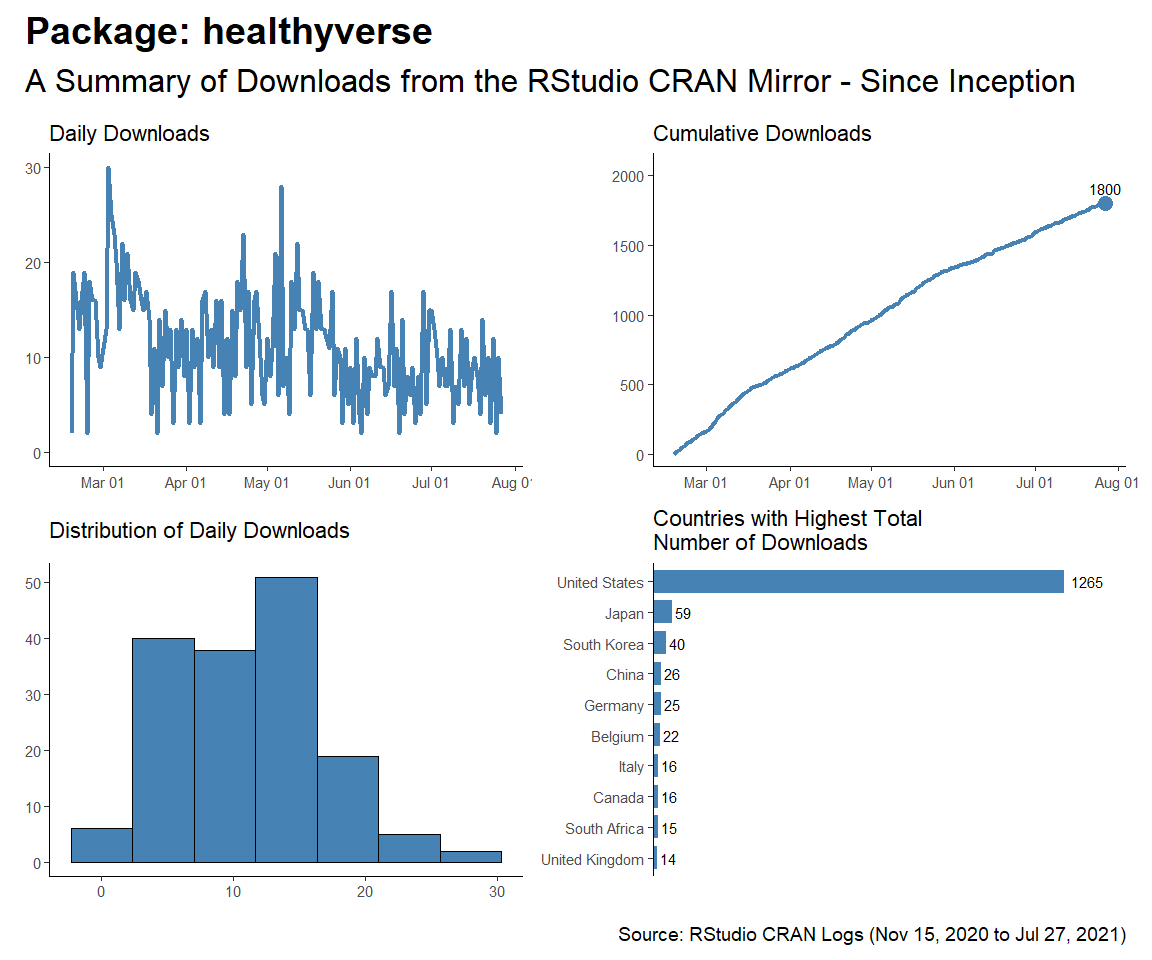 Package: healthyverse
A Summary of Downloads from the RStudio CRAN Mirror - Since Inception
Daily Downloads
30
20
10
0
Mar 01 Apr 01 May 01 Jun 01 Jul 01 Aug 0
Cumulative Downloads
2000
1500
1000
500
0
1800
Mar 01 Apr 01 May 01 Jun 01 Jul 01 Aug 01
Distribution of Daily Downloads
50
40
30
20
10
0
0 10 20 30
Countries with Highest Total
Number of Downloads
United States 1265
Japan 59
South Korea 40
China 26
Germany 25
Belgium 22
Italy 16
Canada 16
South Africa 15
United Kingdom 14
Source: RStudio CRAN Logs (Nov 15, 2020 to Jul 27, 2021)